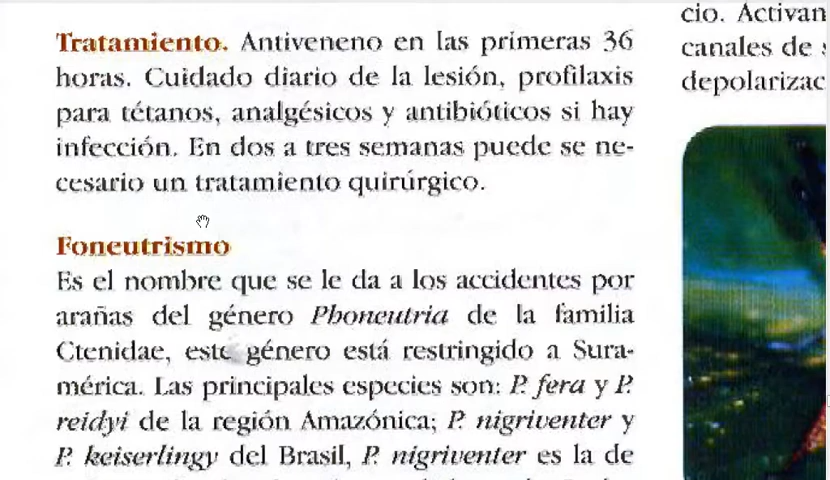 Tratamiento. Antiveneno en las primeras 36
horas. Cuidado diario de la lesión, profilaxis
para tétanos, analgésicos y antibióticos si hay
infección. En dos a tres semanas puede se ne-
cesario un tratamiento quirúrgico.
Foneutrismo
Es el nombre que se le da a los accidentes por
arañas del género Phoneutria de la familia
Ctenidae, este género está restringido a Sura-
mérica. Las principales especies son: P. fera y P.
reidyi de la región Amazónica; P. nigriventer y
P. keiserlingy del Brasil, P. nigriventer es la de
cio. Activan
canales de
depolarizac